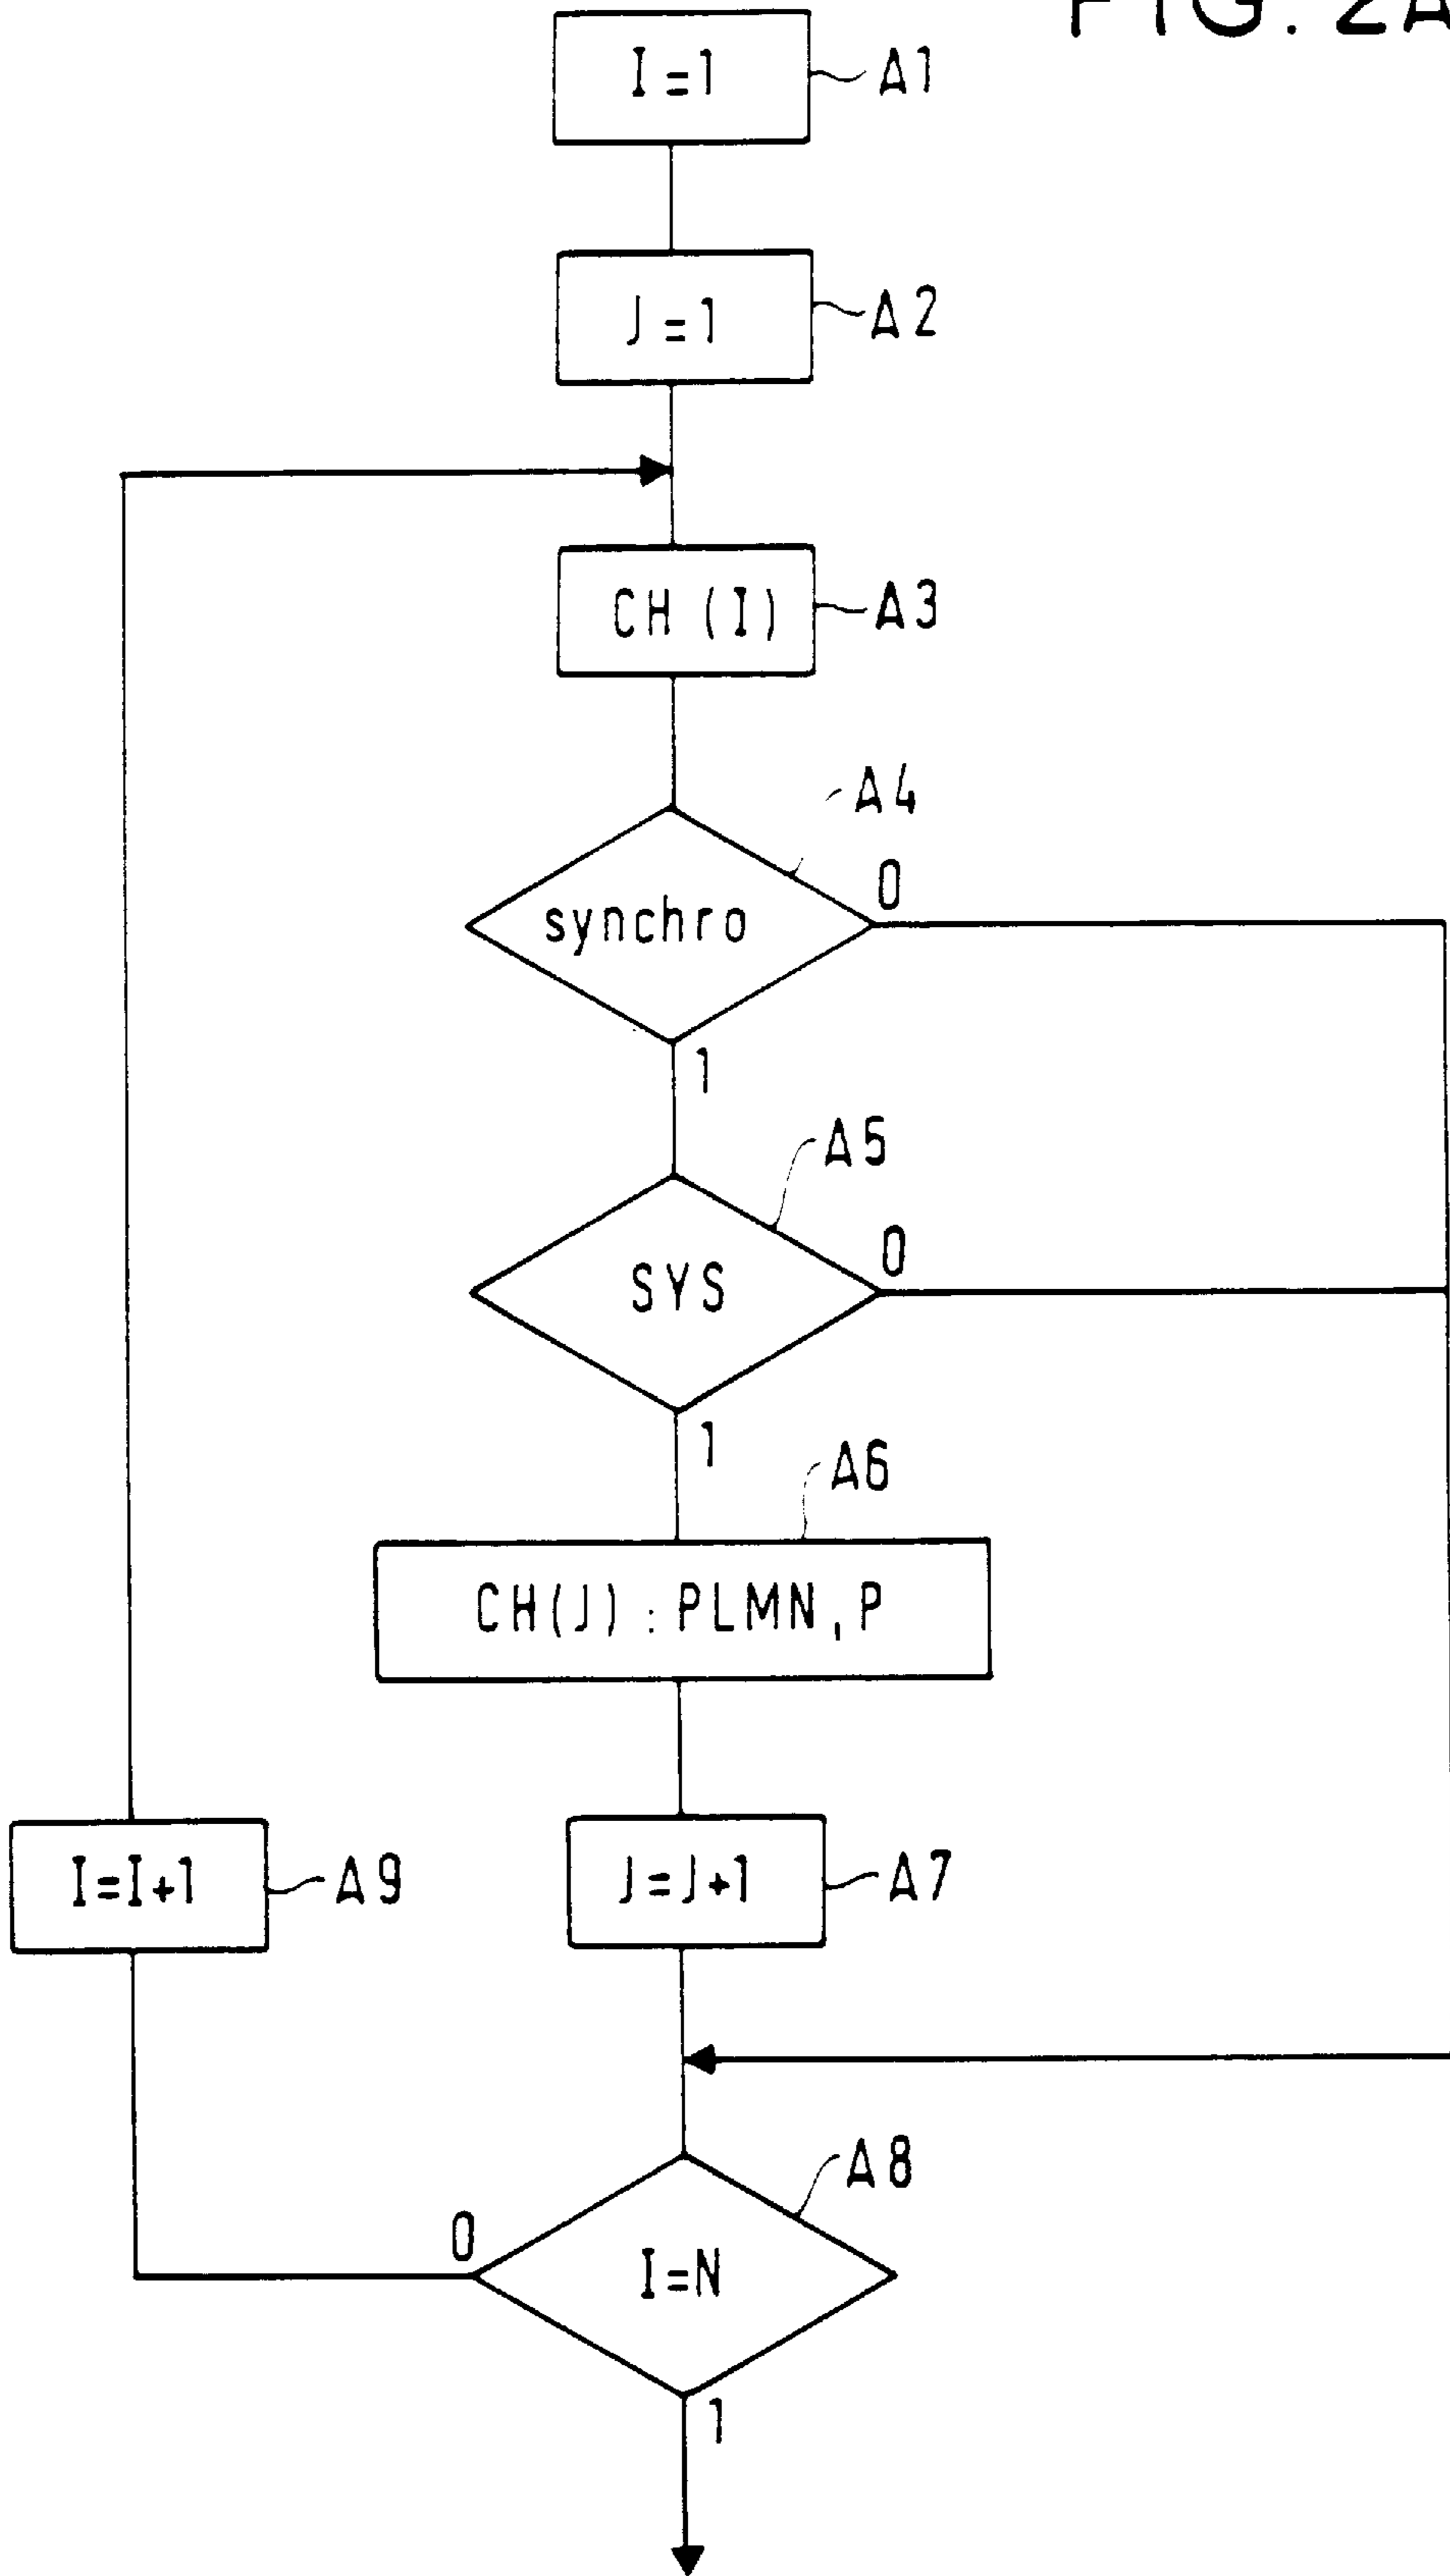 FIG. 2A
I=1
A1
J=1
A2
CH (I)
A3
A4
synchro
0
1
A5
SYS
0
1
A6
CH(J) : PLMN, P
I=I+1
A9
J=J+1
A7
A8
0
I=N
1